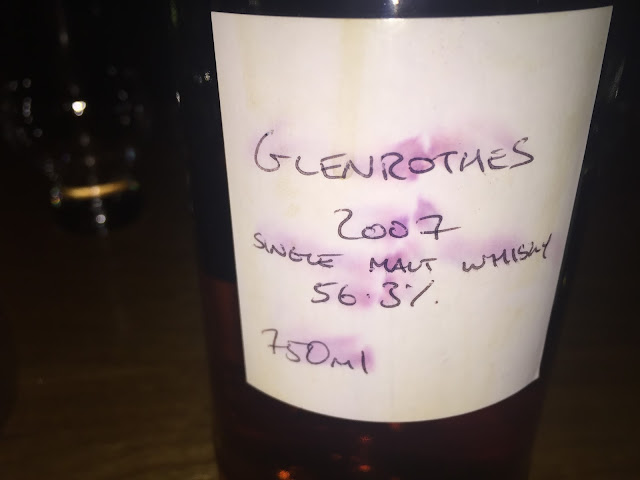 GLENROTHES
2007
SINGLE MALT WHISKY
56.3%.
750ml